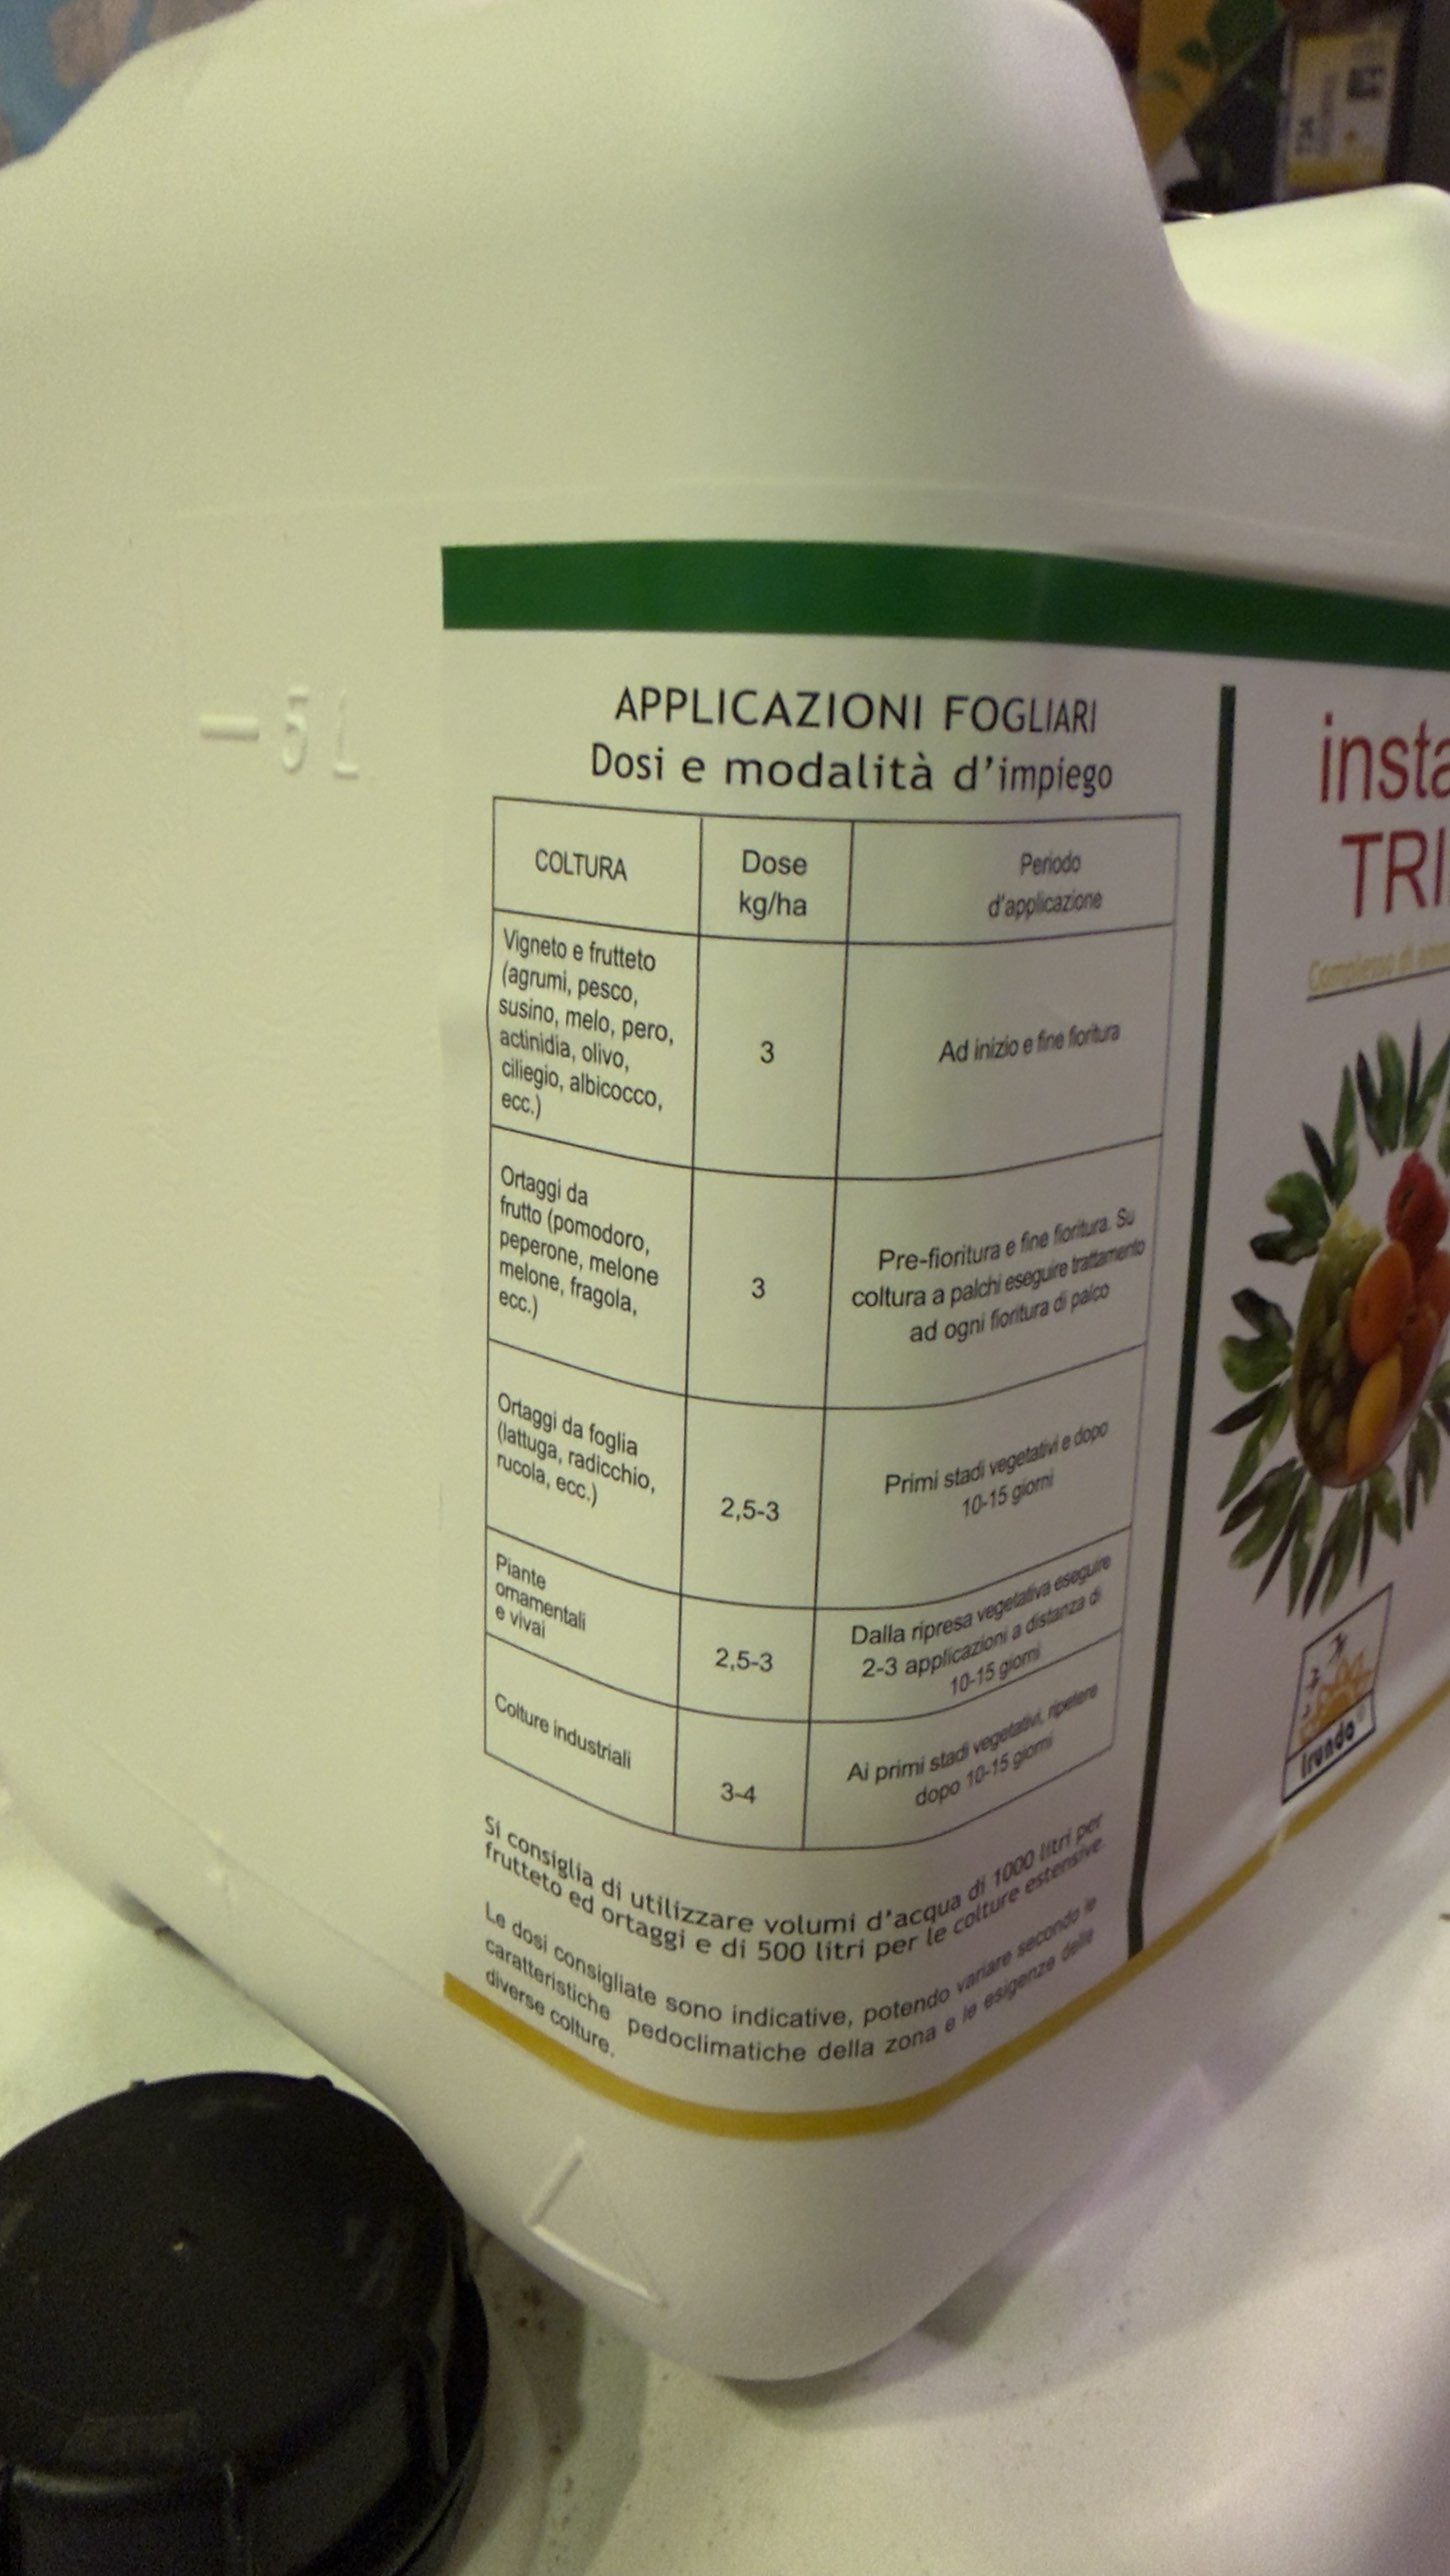 5 L
APPLICAZIONI FOGLIARI
Dosi e modalità d'impiego
COLTURA
Dose
kg/ha
Periodo
d'applicazione
Vigneto e frutteto
(agrumi, pesco,
susino, melo, pero,
actinidia, olivo,
ciliegio, albicocco,
ecc.)
3
Ad inizio e fine fioritura
Ortaggi da
frutto (pomodoro,
peperone, melone
melone, fragola,
ecc.)
3
Pre-fioritura e fine fioritura. Su
coltura a palchi eseguire trattamento
ad ogni fioritura di palco
Ortaggi da foglia
(lattuga, radicchio,
rucola, ecc.)
2,5-3
Primi stadi vegetativi e dopo
10-15 giorni
Piante
ornamentali
e vivai
2,5-3
Dalla ripresa vegetativa eseguire
2-3 applicazioni a distanza di
10-15 giorni
Colture industriali
3-4
Ai primi stadi vegetativi, ripetere
dopo 10-15 giorni
Si consiglia di utilizzare volumi d'acqua di 1000 litri per
frutteto ed ortaggi e di 500 litri per le colture estensive.
Le dosi consigliate sono indicative, potendo variare secondo le
caratteristiche pedoclimatiche della zona e le esigenze delle
diverse colture.
insta
TRI
Complesso di
Irundo®